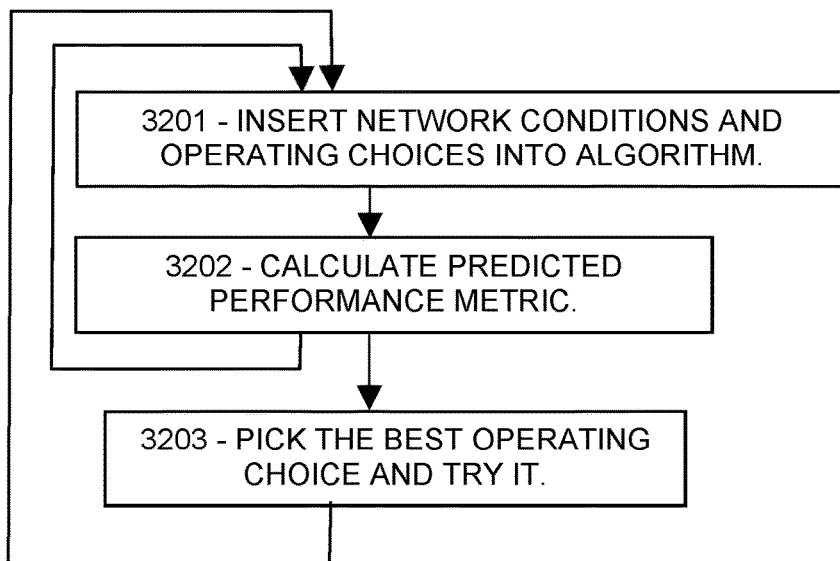 3201 - INSERT NETWORK CONDITIONS AND
OPERATING CHOICES INTO ALGORITHM.
3202 - CALCULATE PREDICTED
PERFORMANCE METRIC.
3203 - PICK THE BEST OPERATING
CHOICE AND TRY IT.